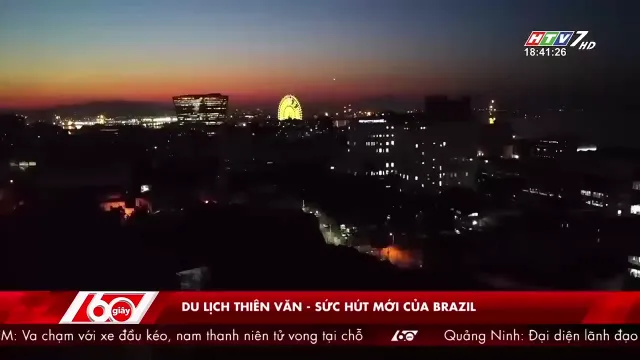 HTV7 HD
18:41:26
60 giây
DU LỊCH THIÊN VĂN - SỨC HÚT MỚI CỦA BRAZIL
M: Va chạm với xe đầu kéo, nam thanh niên tử vong tại chỗ 60 Quảng Ninh: Đại diện lãnh đạo